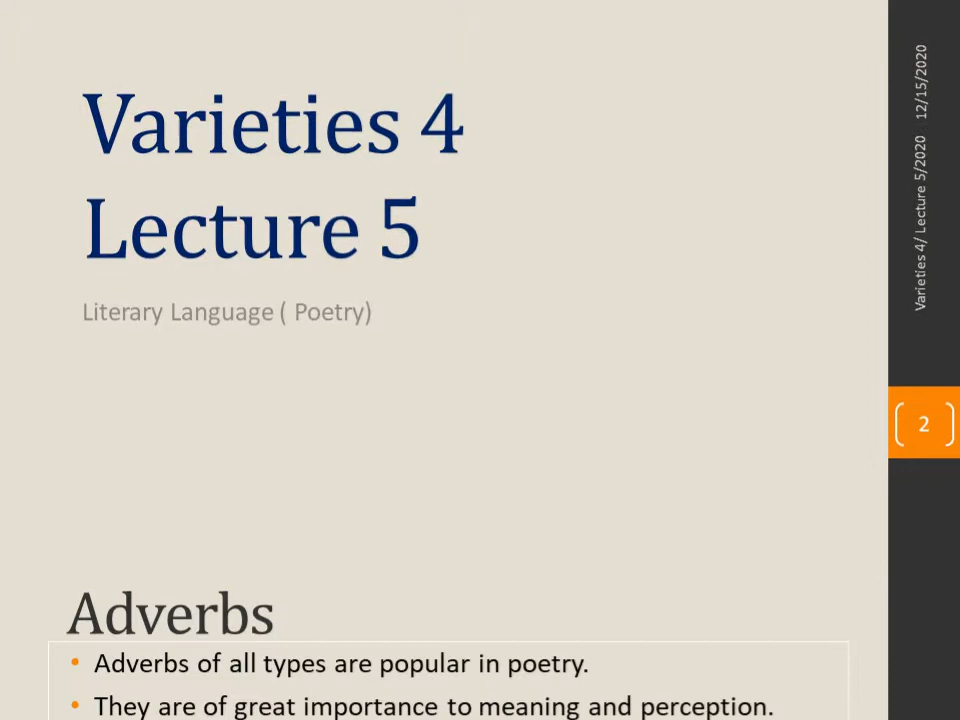 Varieties 4
Lecture 5
Literary Language ( Poetry)
Adverbs
• Adverbs of all types are popular in poetry.
• They are of great importance to meaning and perception.
Varieties 4/ Lecture 5/2020 12/15/2020
2